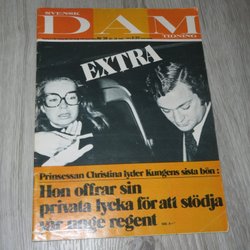 SVENSK
DAM
TIDNING
EXTRA
Prinsessan Christina lyder Kungens sista bön :
Hon offrar sin
privata lycka för att stödja
vår unge regent